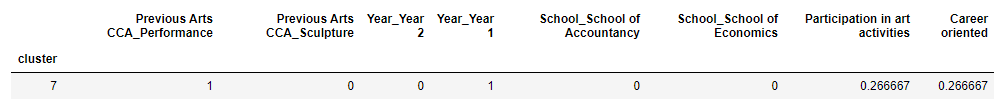 Previous Arts CCA_Performance Previous Arts CCA_Sculpture Year_Year 2 Year_Year 1 School_School of Accountancy School_School of Economics Participation in art activities Career oriented
cluster
7 1 0 0 1 0 0 0.266667 0.266667